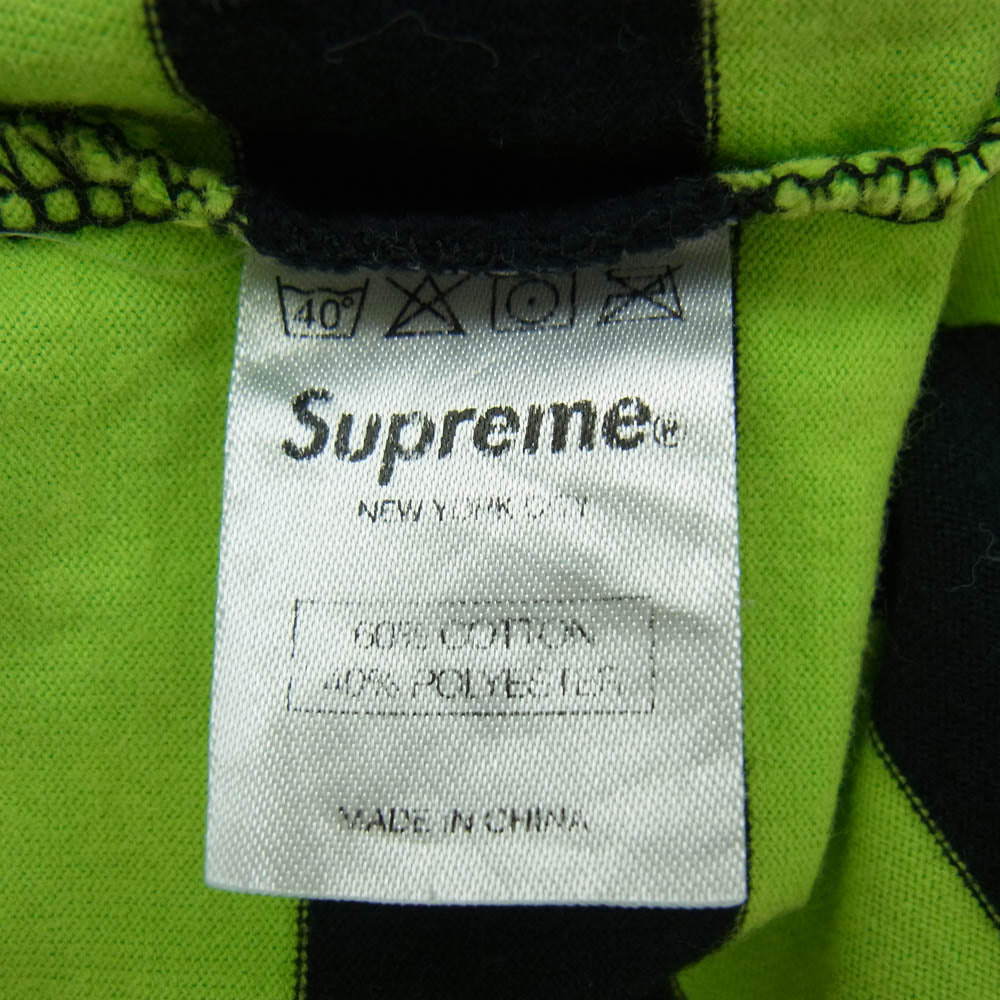 40°
Supreme®
NEW YORK CITY
60% COTTON
40% POLYESTER
MADE IN CHINA